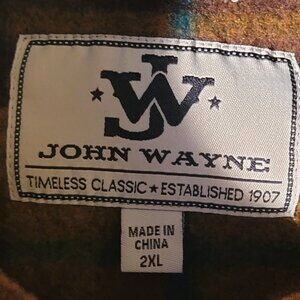 JW
JOHN WAYNE
TIMELESS CLASSIC ★ ESTABLISHED 1907
MADE IN
CHINA
2XL